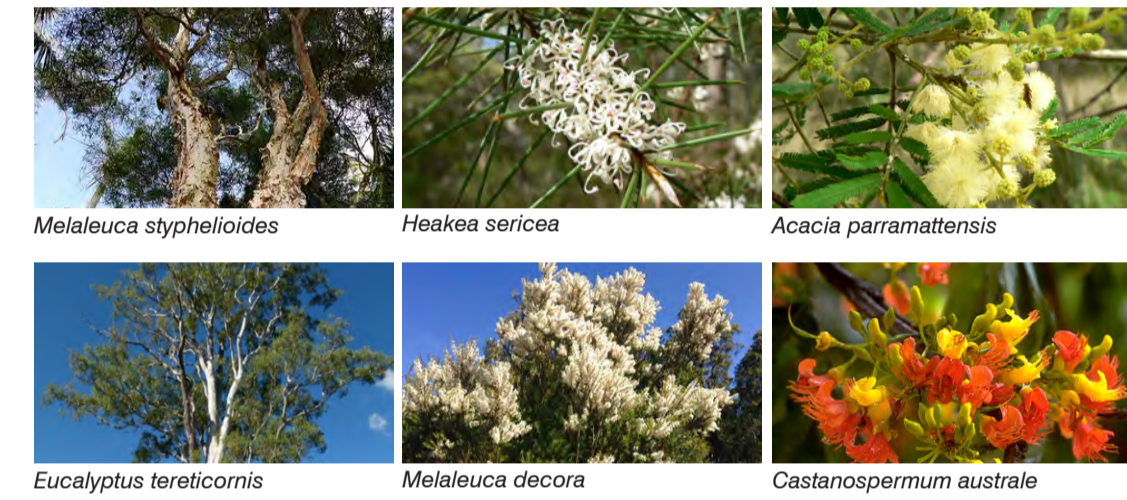 Melaleuca styphelioides
Heakea sericea
Acacia parramattensis
Eucalyptus tereticornis
Melaleuca decora
Castanospermum australe